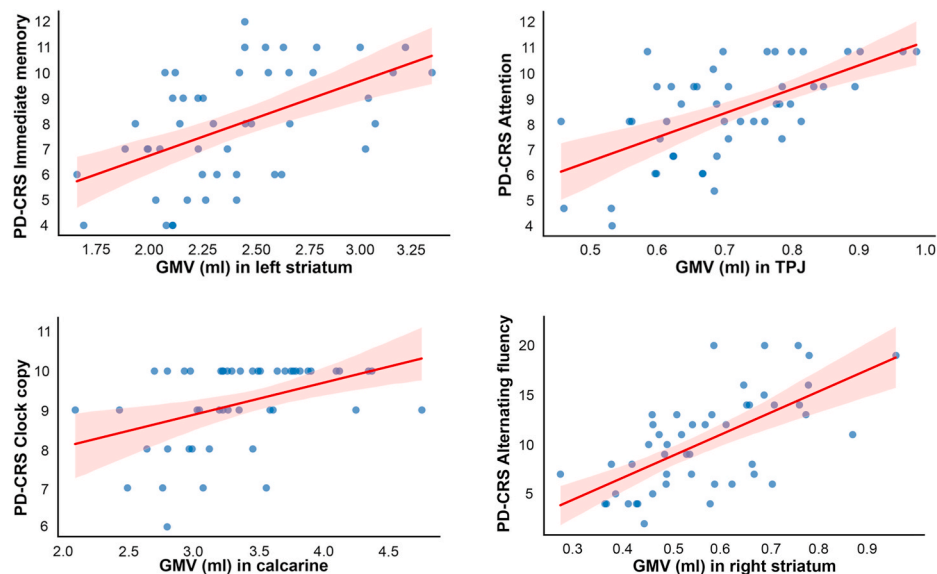 PD-CRS Immediate memory
12
11
10
9
8
7
6
5
4
1.75 2.00 2.25 2.50 2.75 3.00 3.25
GMV (ml) in left striatum
PD-CRS Attention
12
11
10
9
8
7
6
5
4
0.5 0.6 0.7 0.8 0.9 1.0
GMV (ml) in TPJ
PD-CRS Clock copy
11
10
9
8
7
6
2.0 2.5 3.0 3.5 4.0 4.5
GMV (ml) in calcarine
PD-CRS Alternating fluency
20
15
10
5
0.3 0.4 0.5 0.6 0.7 0.8 0.9
GMV (ml) in right striatum